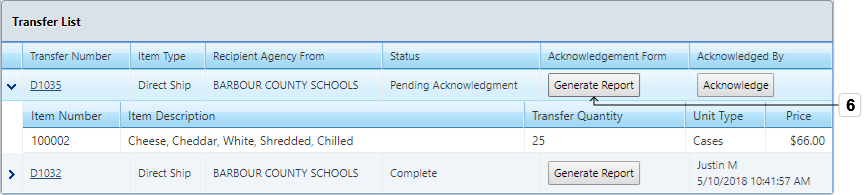 Transfer List
Transfer Number Item Type Recipient Agency From Status Acknowledgement Form Acknowledged By
D1035 Direct Ship BARBOUR COUNTY SCHOOLS Pending Acknowledgment Generate Report Acknowledge
6
Item Number Item Description Transfer Quantity Unit Type Price
100002 Cheese, Cheddar, White, Shredded, Chilled 25 Cases $66.00
D1032 Direct Ship BARBOUR COUNTY SCHOOLS Complete Generate Report Justin M
5/10/2018 10:41:57 AM